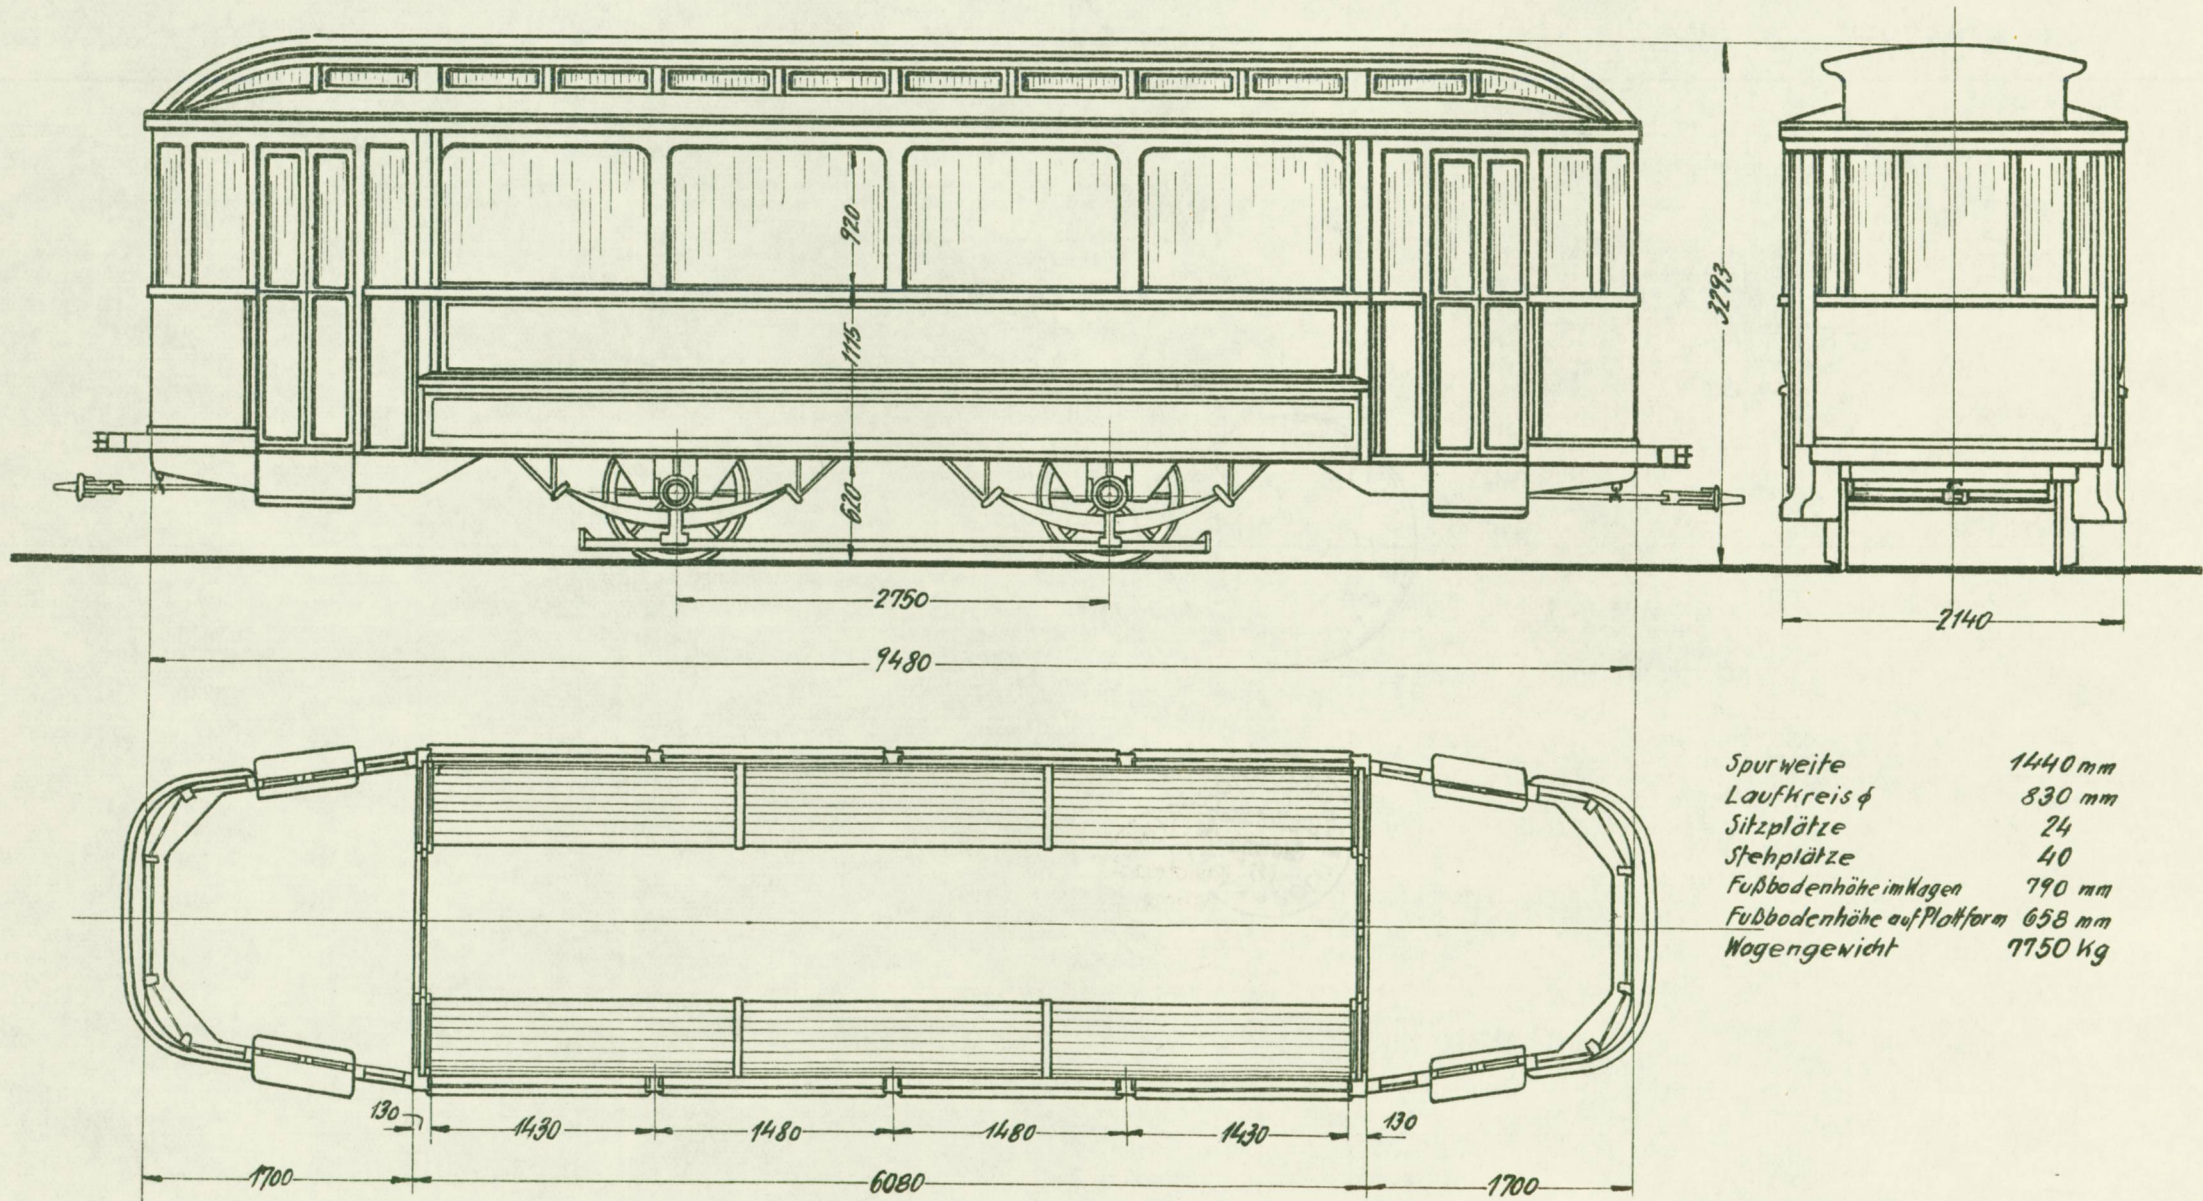 920
1115
620
3293
2750
2140
9480
Spurweite 1440 mm
Laufkreis ϕ 830 mm
Sitzplätze 24
Stehplätze 40
Fußbodenhöhe im Wagen 790 mm
Fußbodenhöhe auf Plattform 658 mm
Wagengewicht 7750 Kg
130 1430 1480 1480 1430 130
1700 6080 1700